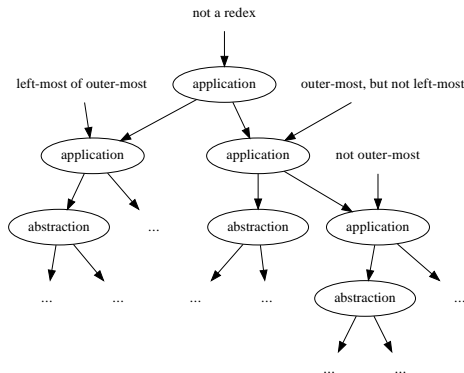 not a redex
left-most of outer-most
application
outer-most, but not left-most
application
application
not outer-most
abstraction
...
abstraction
application
...
...
...
...
abstraction
...
...
...